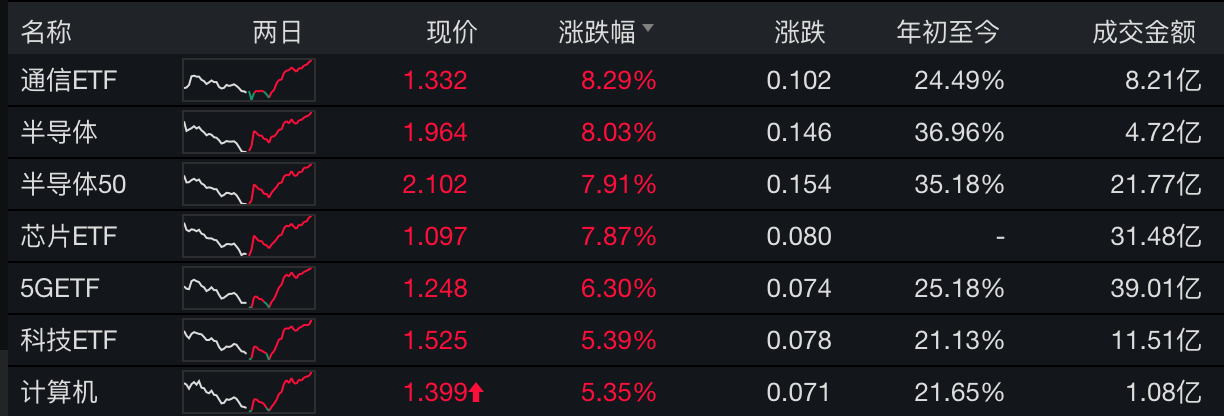 名称 两日 现价 涨跌幅 涨跌 年初至今 成交金额
通信ETF 1.332 8.29% 0.102 24.49% 8.21亿
半导体 1.964 8.03% 0.146 36.96% 4.72亿
半导体50 2.102 7.91% 0.154 35.18% 21.77亿
芯片ETF 1.097 7.87% 0.080 - 31.48亿
5GETF 1.248 6.30% 0.074 25.18% 39.01亿
科技ETF 1.525 5.39% 0.078 21.13% 11.51亿
计算机 1.399 5.35% 0.071 21.65% 1.08亿